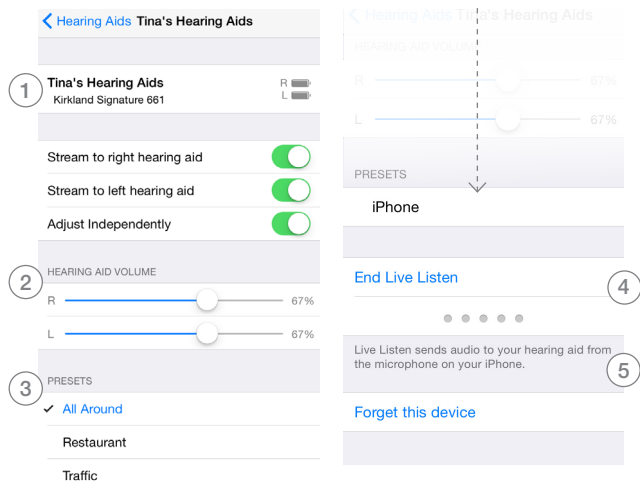 Hearing Aids Tina's Hearing Aids
1
Tina's Hearing Aids
Kirkland Signature 661
R
L
Stream to right hearing aid
Stream to left hearing aid
Adjust Independently
2
HEARING AID VOLUME
R 67%
L 67%
3
PRESETS
All Around
Restaurant
Traffic
Hearing Aids Tina's Hearing Aids
HEARING AID VOLUME
R 67%
L 67%
PRESETS
iPhone
End Live Listen
4
Live Listen sends audio to your hearing aid from
the microphone on your iPhone.
5
Forget this device